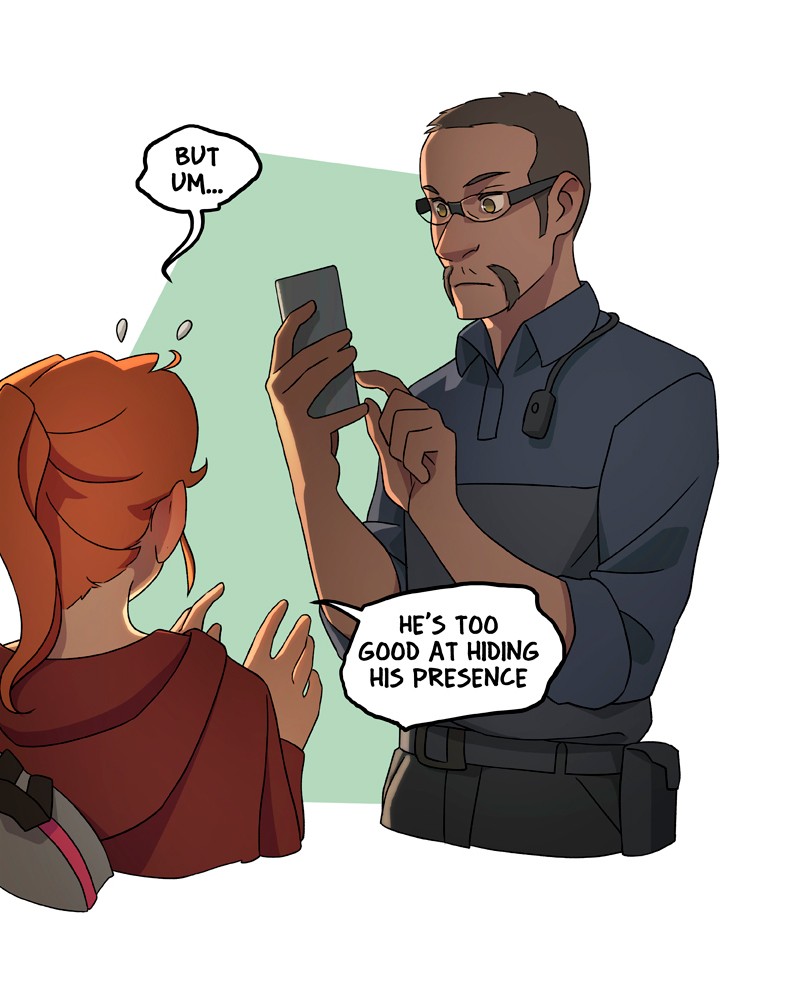 BUT
UM...
HE'S TOO
GOOD AT HIDING
HIS PRESENCE